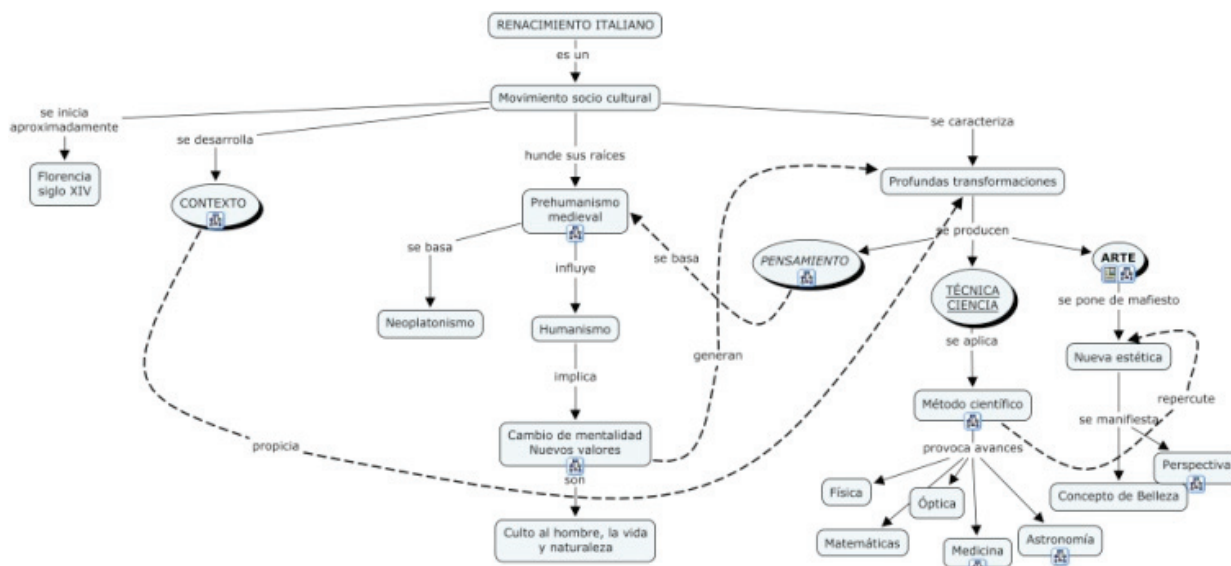 RENACIMIENTO ITALIANO
es un
Movimiento socio cultural
se inicia
aproximadamente
se desarrolla
hunde sus raíces
se caracteriza
Florencia
siglo XIV
CONTEXTO
Prehumanismo
medieval
Profundas transformaciones
se producen
se basa
influye
se basa
PENSAMIENTO
TÉCNICA
CIENCIA
ARTE
se pone de mafiesto
Neoplatonismo
Humanismo
generan
se aplica
Nueva estética
implica
repercute
Método científico
se manifiesta
propicia
Cambio de mentalidad
Nuevos valores
provoca avances
son
Perspectiva
Física
Óptica
Concepto de Belleza
Culto al hombre, la vida
y naturaleza
Matemáticas
Medicina
Astronomía